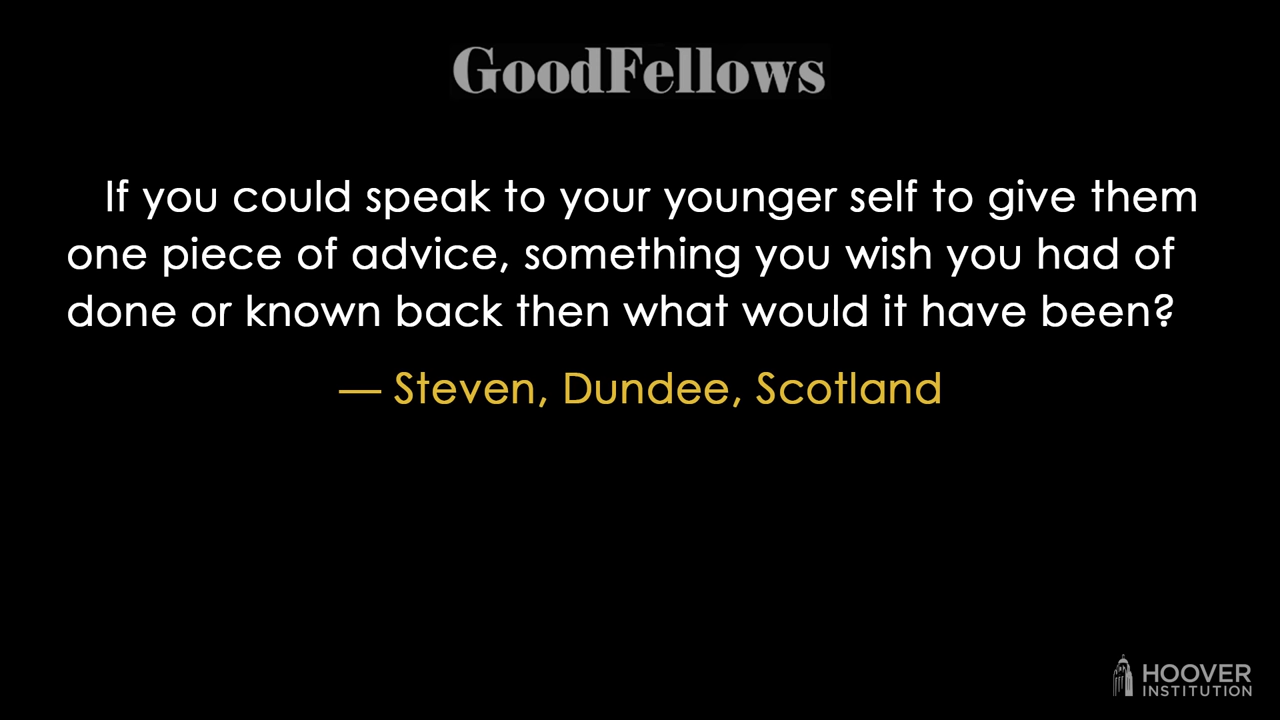 GoodFellows
If you could speak to your younger self to give them
one piece of advice, something you wish you had of
done or known back then what would it have been?
— Steven, Dundee, Scotland
HOOVER
INSTITUTION